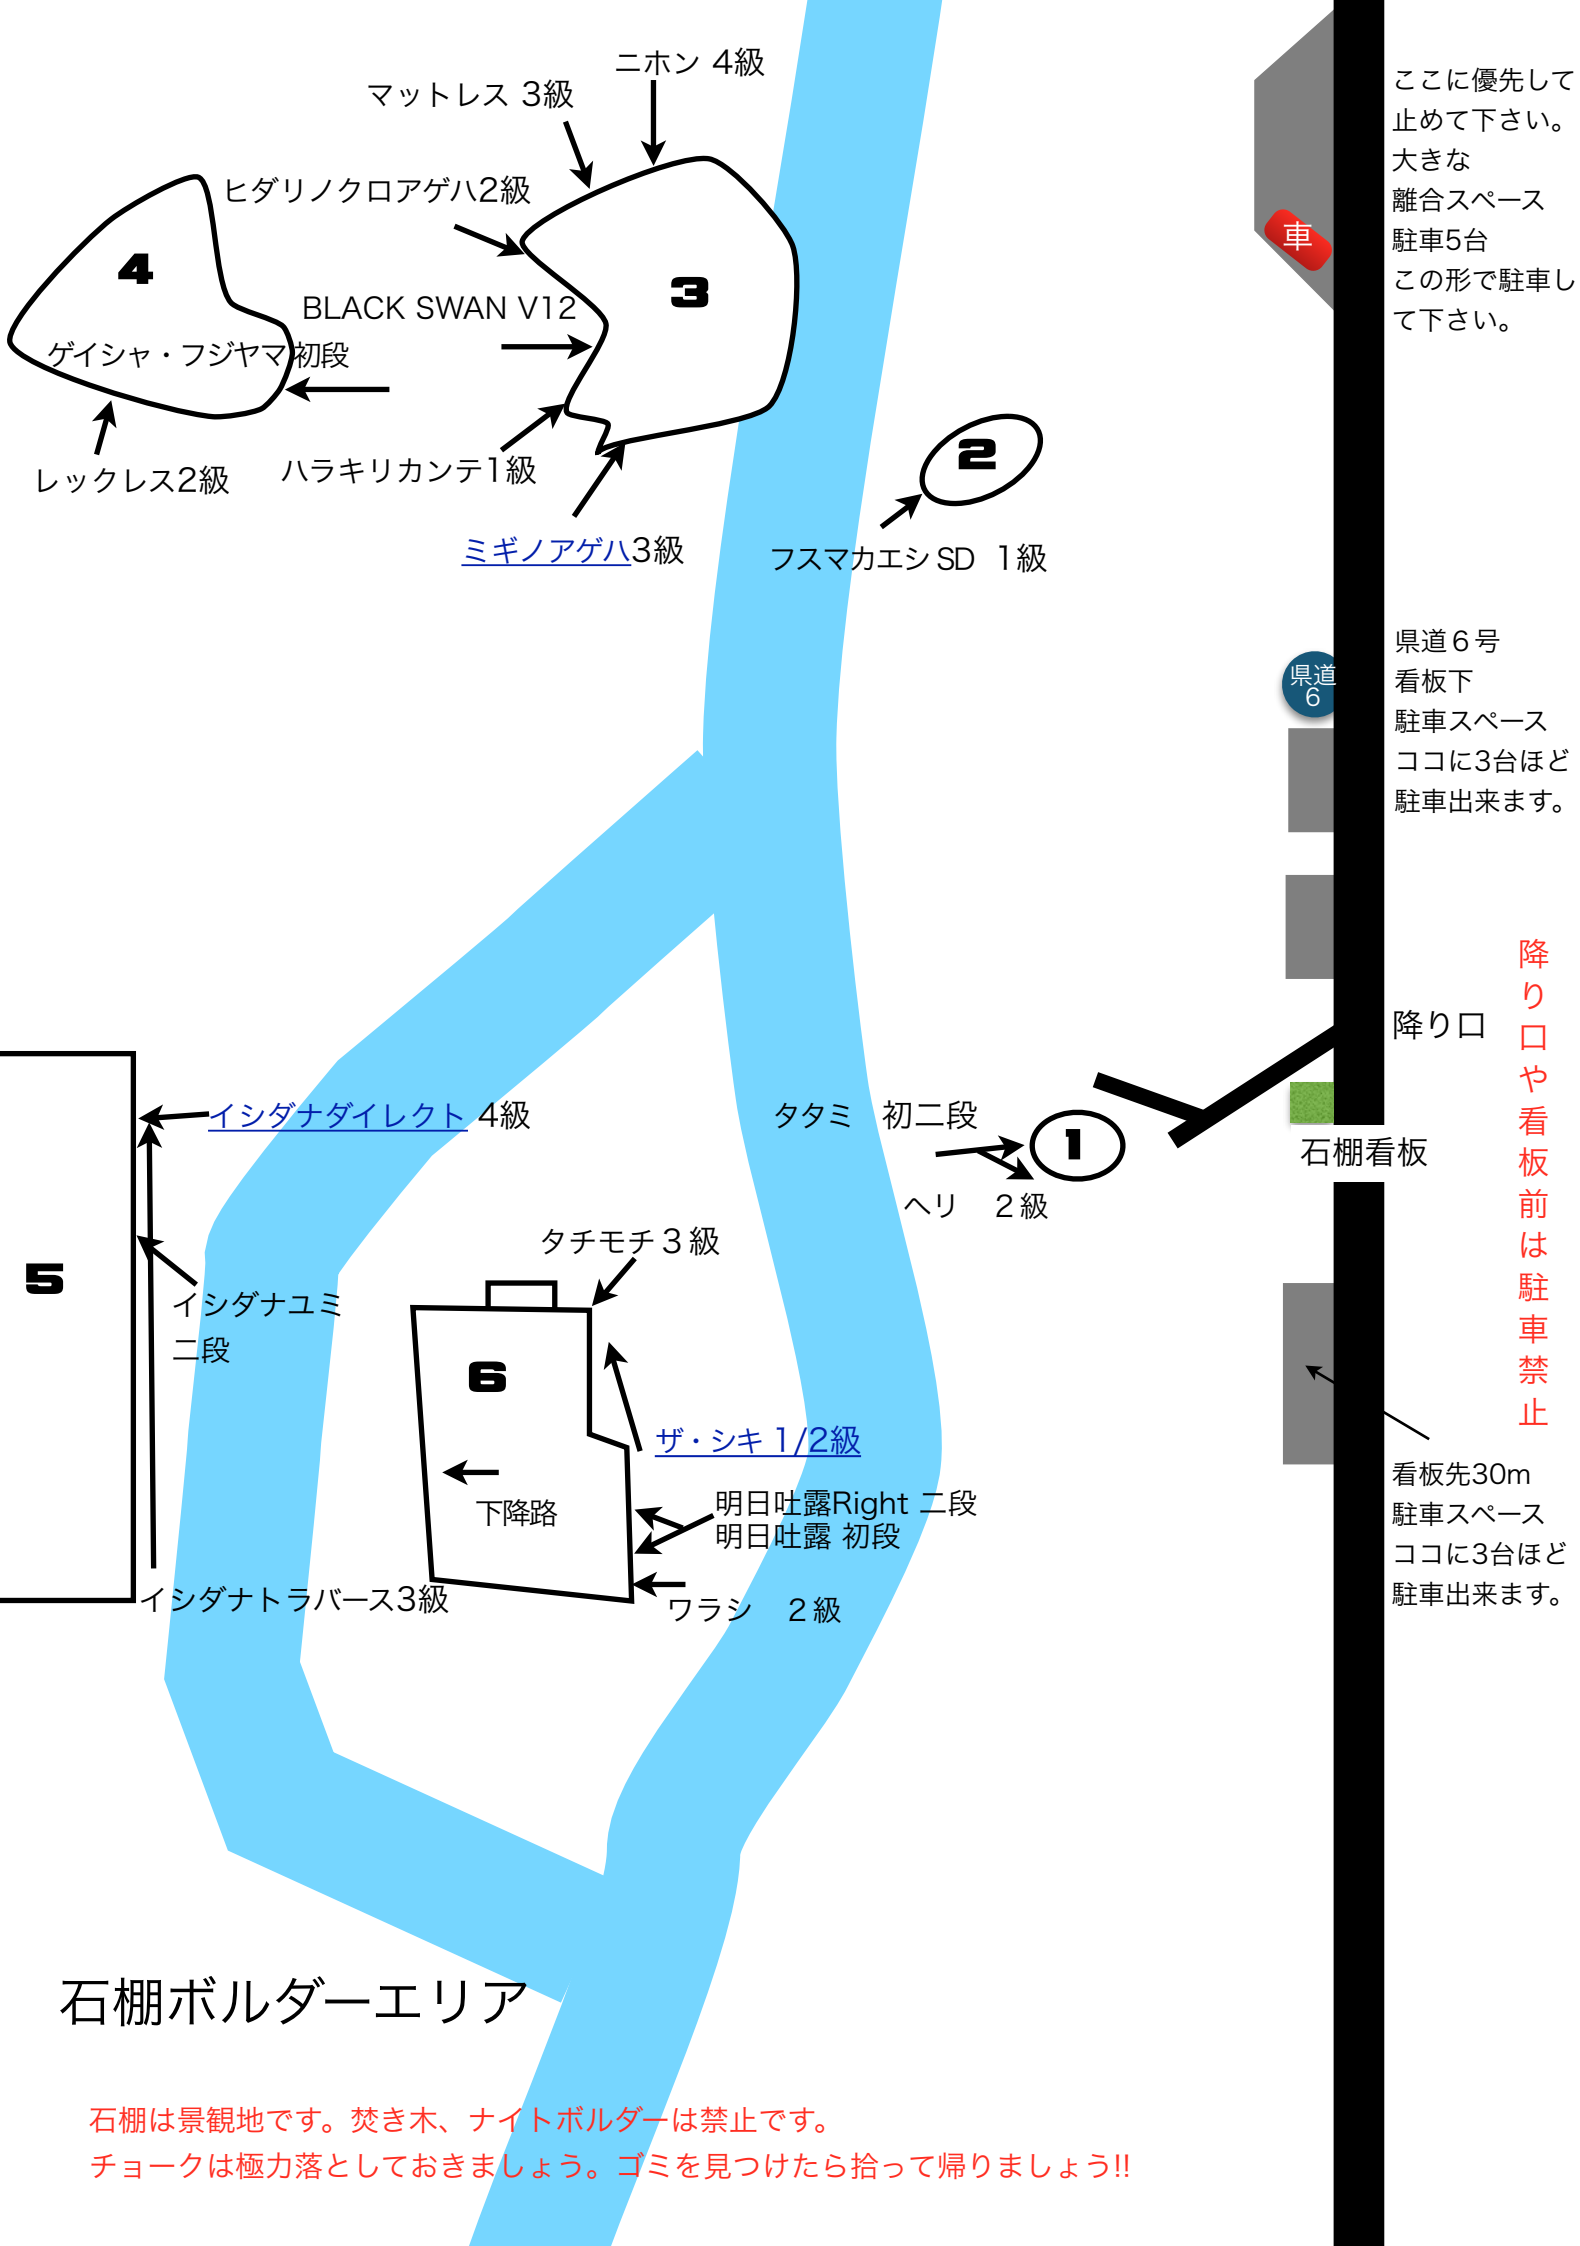 ニホン 4級
マットレス 3級
ヒダリノクロアゲハ2級
4
3
BLACK SWAN V12
ゲイシャ・フジヤマ 初段
レックレス2級
ハラキリカンテ1級
ミギノアゲハ3級
2
フスマカエシ SD 1級
ここに優先して
止めて下さい。
大きな
離合スペース
駐車5台
この形で駐車し
て下さい。
車
県道
6
県道６号
看板下
駐車スペース
ココに3台ほど
駐車出来ます。
降り口
降り口や看板前は駐車禁止
石棚看板
タタミ　初二段
1
ヘリ　２級
イシダナダイレクト 4級
5
イシダナユミ
二段
イシダナトラバース3級
タチモチ３級
6
ザ・シキ 1/2級
下降路
明日吐露Right 二段
明日吐露 初段
ワラシ　２級
看板先30m
駐車スペース
ココに3台ほど
駐車出来ます。
石棚ボルダーエリア
石棚は景観地です。焚き木、ナイトボルダーは禁止です。
チョークは極力落としておきましょう。ゴミを見つけたら拾って帰りましょう!!